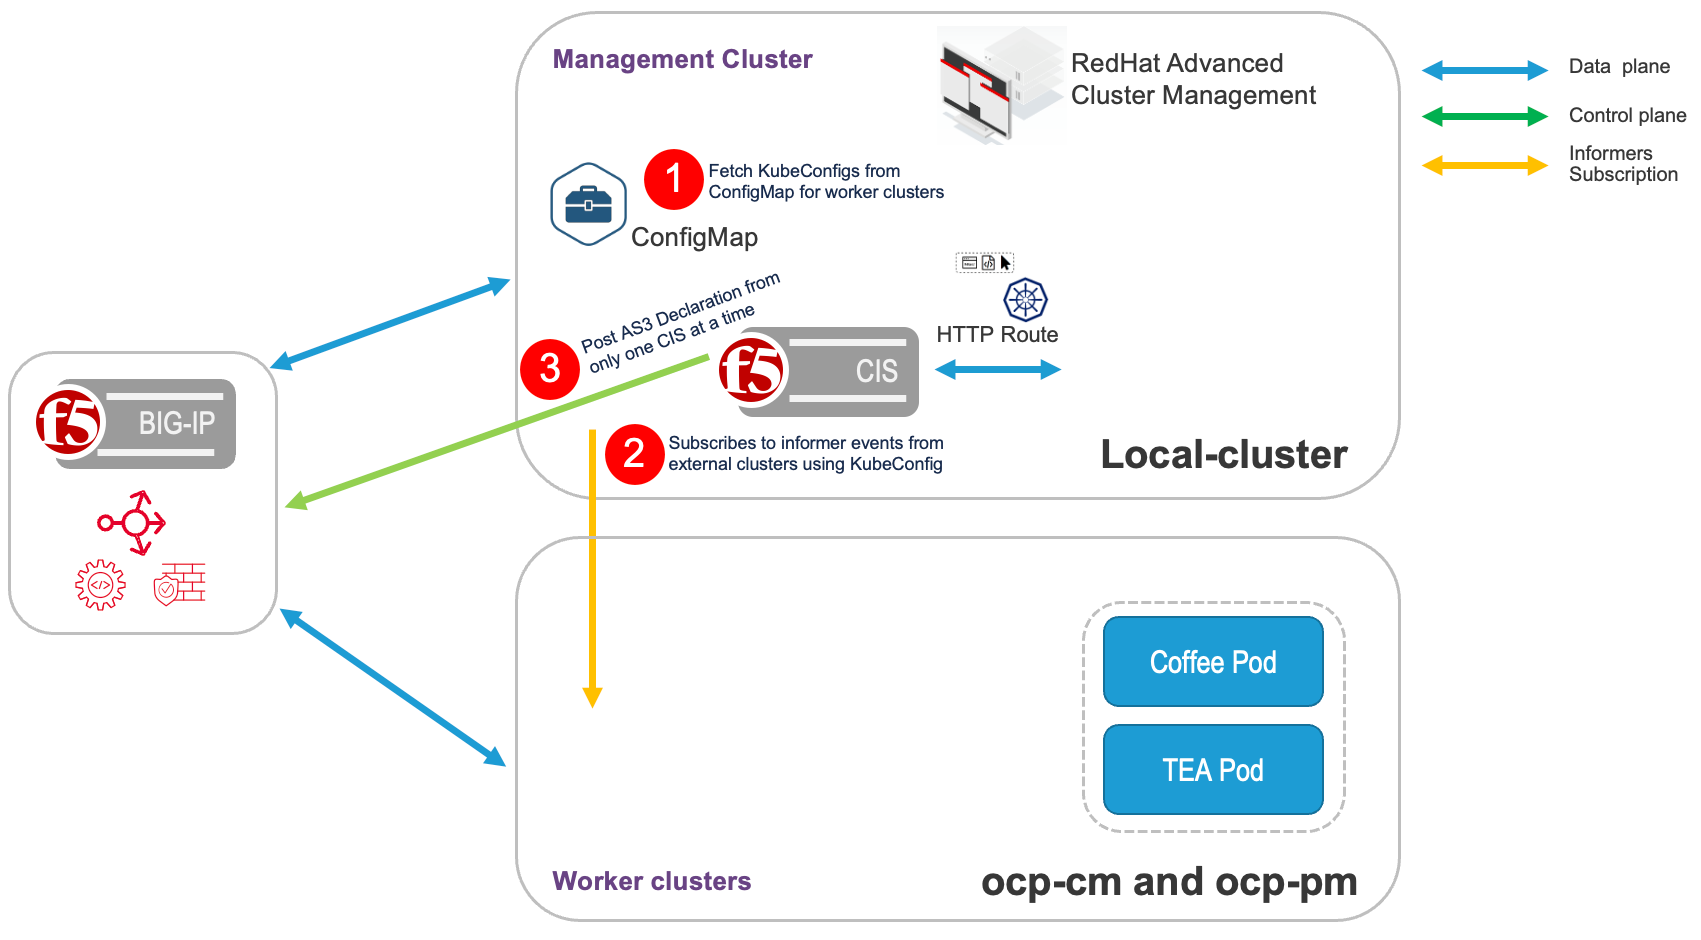 Management Cluster
RedHat Advanced
Cluster Management
Data plane
Control plane
Informers
Subscription
1
Fetch KubeConfigs from
ConfigMap for worker clusters
ConfigMap
3
Post AS3 Declaration from
only one CIS at a time
f5
CIS
HTTP Route
f5
BIG-IP
2
Subscribes to informer events from
external clusters using KubeConfig
Local-cluster
</>
Coffee Pod
TEA Pod
Worker clusters
ocp-cm and ocp-pm